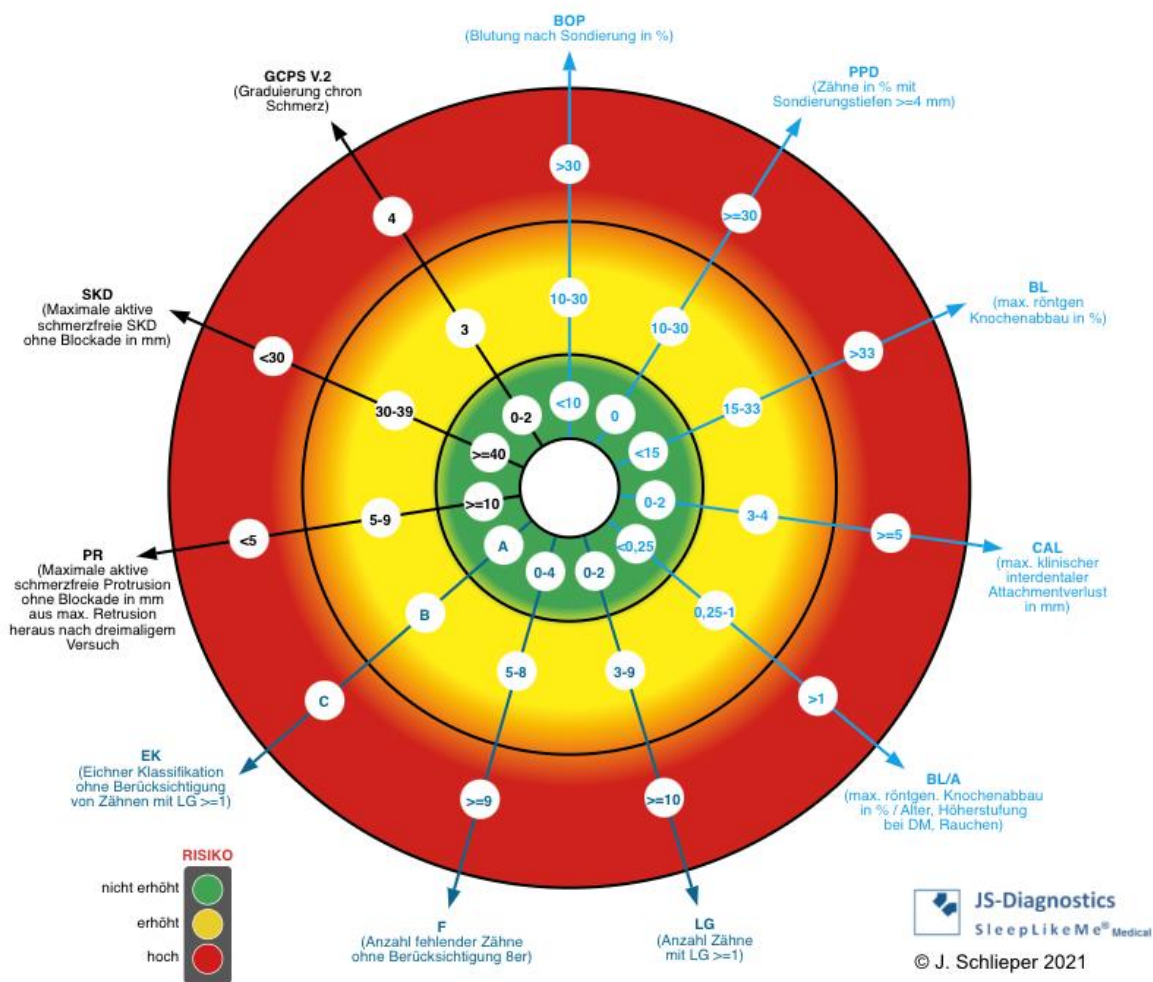 BOP
(Blutung nach Sondierung in %)
GCPS V.2
(Graduierung chron
Schmerz)
PPD
(Zähne in % mit
Sondierungstiefen >=4 mm)
>30
4
>=30
SKD
(Maximale aktive
schmerzfreie SKD
ohne Blockade in mm)
BL
(max. röntgen
Knochenabbau in %)
10-30
3
10-30
<30
>33
30-39
15-33
<10
0-2
0
>=40
<15
>=10
0-2
5-9
3-4
<5
>=5
PR
(Maximale aktive
schmerzfreie Protrusion
ohne Blockade in mm
aus max. Retrusion
heraus nach dreimaligem
Versuch
CAL
(max. klinischer
interdentaler
Attachmentverlust
in mm)
A
<0,25
0-4
0-2
B
0,25-1
5-8
3-9
C
>1
EK
(Eichner Klassifikation
ohne Berücksichtigung
von Zähnen mit LG >=1)
BL/A
(max. röntgen. Knochenabbau
in % / Alter, Höherstufung
bei DM, Rauchen)
>=9
>=10
RISIKO
nicht erhöht
erhöht
hoch
F
(Anzahl fehlender Zähne
ohne Berücksichtigung 8er)
LG
(Anzahl Zähne
mit LG >=1)
JS-Diagnostics
SleepLikeMe® Medical
© J. Schlieper 2021